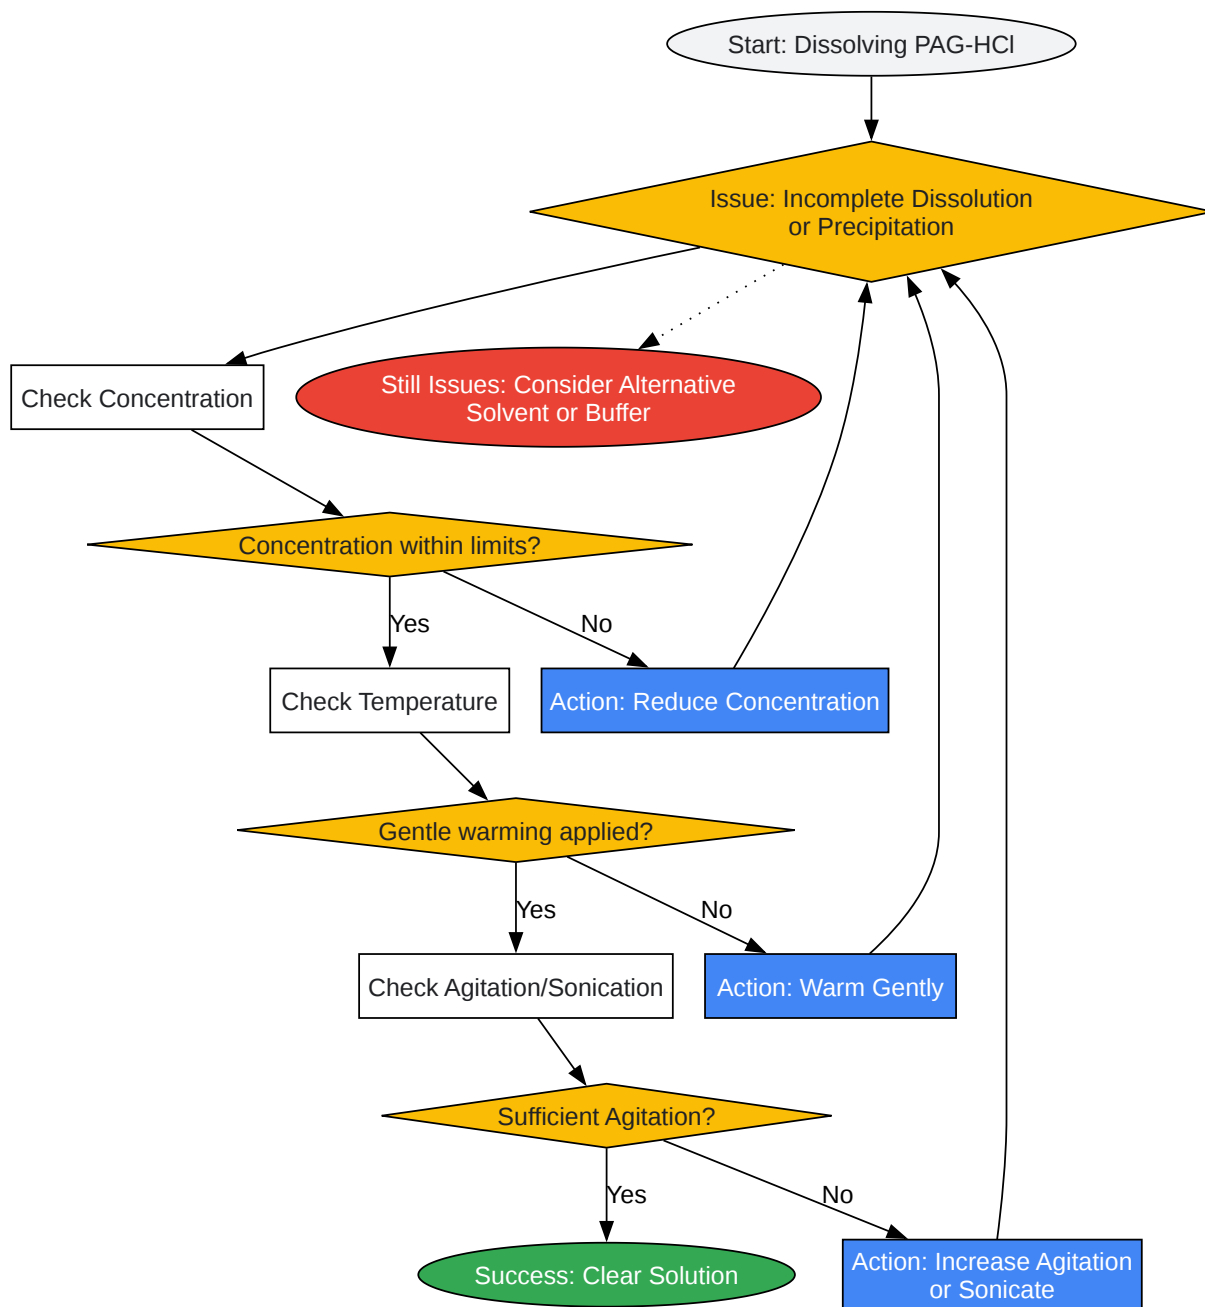 Start: Dissolving PAG-HCl
Issue: Incomplete Dissolution
or Precipitation
Check Concentration
Still Issues: Consider Alternative
Solvent or Buffer
Concentration within limits?
Yes
No
Check Temperature
Action: Reduce Concentration
Gentle warming applied?
Yes
No
Check Agitation/Sonication
Action: Warm Gently
Sufficient Agitation?
Yes
No
Success: Clear Solution
Action: Increase Agitation
or Sonicate